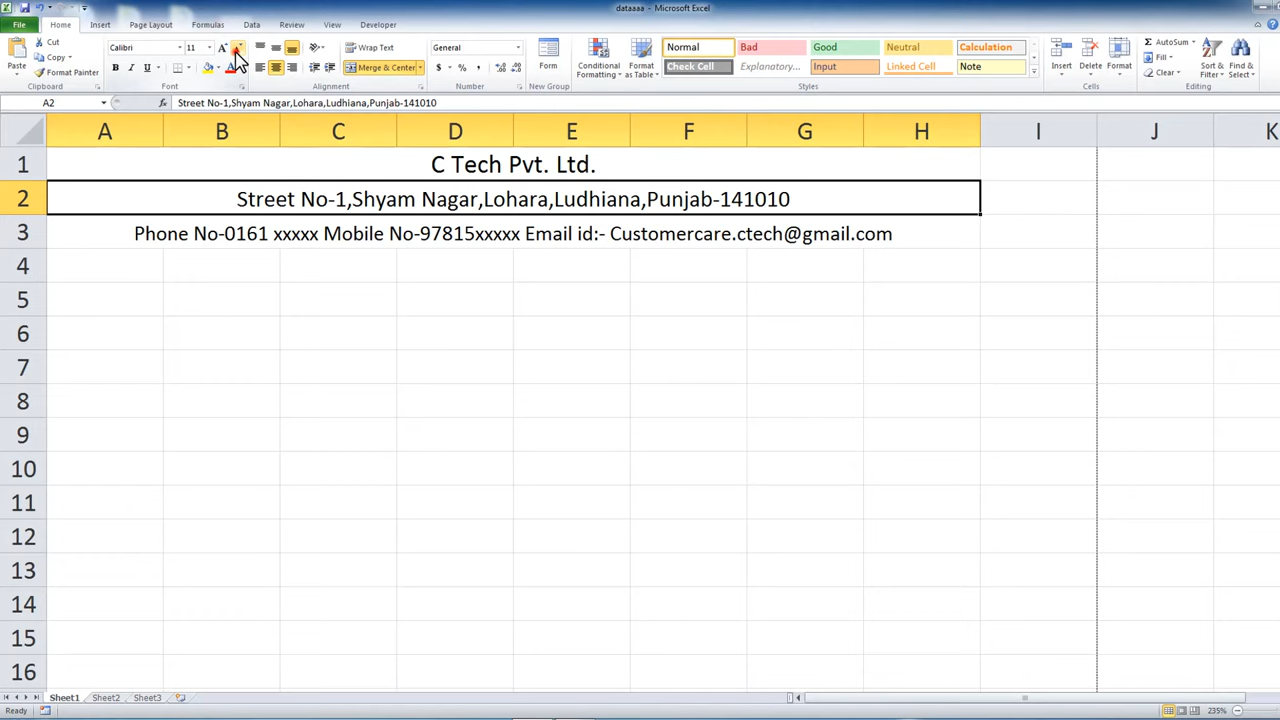 dataaaa - Microsoft Excel
File Home Insert Page Layout Formulas Data Review View Developer
Cut
Copy
Format Painter
Paste
Clipboard
Calibri 11
B I U
Font
Wrap Text
Merge & Center
Alignment
General
$ % ,
Number
Form
New Group
Conditional Formatting
Format as Table
Normal Bad Good Neutral Calculation
Check Cell Explanatory... Input Linked Cell Note
Styles
Insert Delete Format
Cells
AutoSum
Fill
Clear
Sort & Filter
Find & Select
Editing
A2 fx Street No-1,Shyam Nagar,Lohara,Ludhiana,Punjab-141010
A B C D E F G H I J K
1 C Tech Pvt. Ltd.
2 Street No-1,Shyam Nagar,Lohara,Ludhiana,Punjab-141010
3 Phone No-0161 xxxxx Mobile No-97815xxxxx Email id:- Customercare.ctech@gmail.com
4
5
6
7
8
9
10
11
12
13
14
15
16
Sheet1 Sheet2 Sheet3
Ready 235%